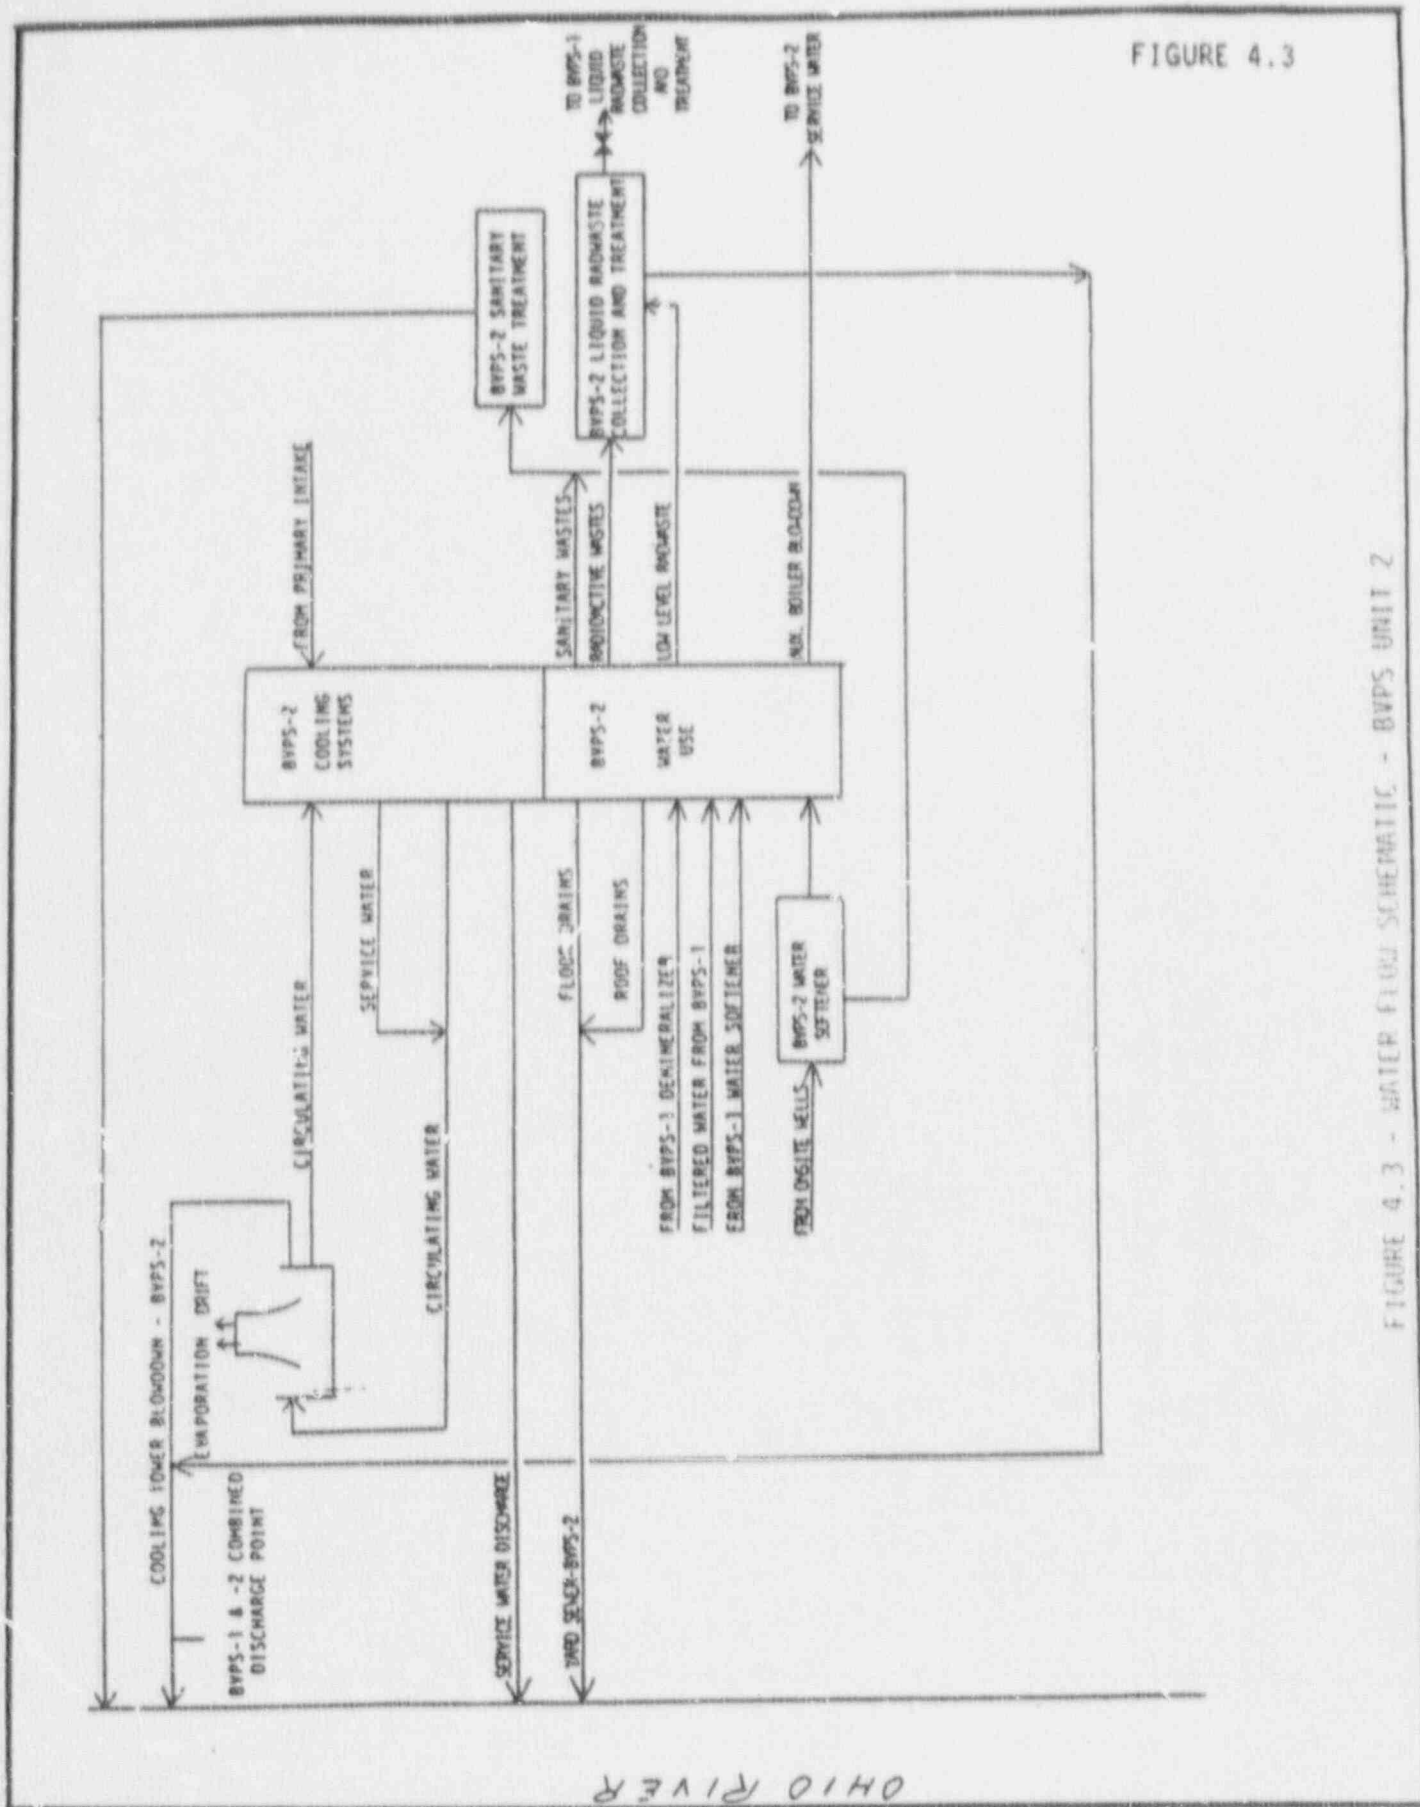 FIGURE 4.3
TO BVPS-1
LIQUID
RADWASTE
COLLECTION
AND
TREATMENT
TO BVPS-2
SERVICE WATER
BVPS-2 SANITARY
WASTE TREATMENT
BVPS-2 LIQUID RADWASTE
COLLECTION AND TREATMENT
FROM PRIMARY INTAKE
SANITARY WASTES
RADIOACTIVE WASTES
LOW LEVEL RADWASTE
AUX. BOILER BLOWDOWN
BVPS-2
COOLING
SYSTEMS
BVPS-2
WATER
USE
CIRCULATING WATER
SERVICE WATER
CIRCULATING WATER
FLOOR DRAINS
ROOF DRAINS
FROM BVPS-1 DEMINERALIZER
FILTERED WATER FROM BVPS-1
FROM BVPS-1 WATER SOFTENER
BVPS-2 WATER
SOFTENER
FROM ONSITE WELLS
COOLING TOWER BLOWDOWN - BVPS-2
EVAPORATION DRIFT
BVPS-1 & -2 COMBINED
DISCHARGE POINT
SERVICE WATER DISCHARGE
YARD SEWER-BVPS-2
OHIO RIVER
FIGURE 4.3 - WATER FLOW SCHEMATIC - BVPS UNIT 2